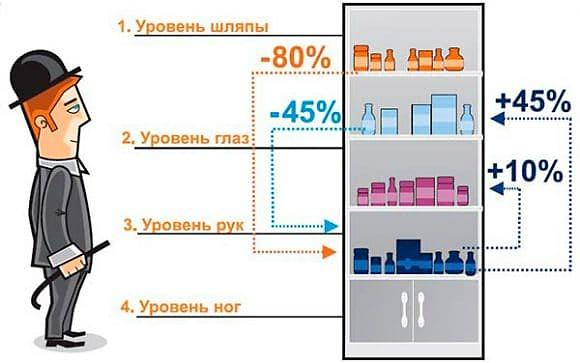 1. Уровень шляпы
-80%
-45%
+45%
2. Уровень глаз
+10%
3. Уровень рук
4. Уровень ног